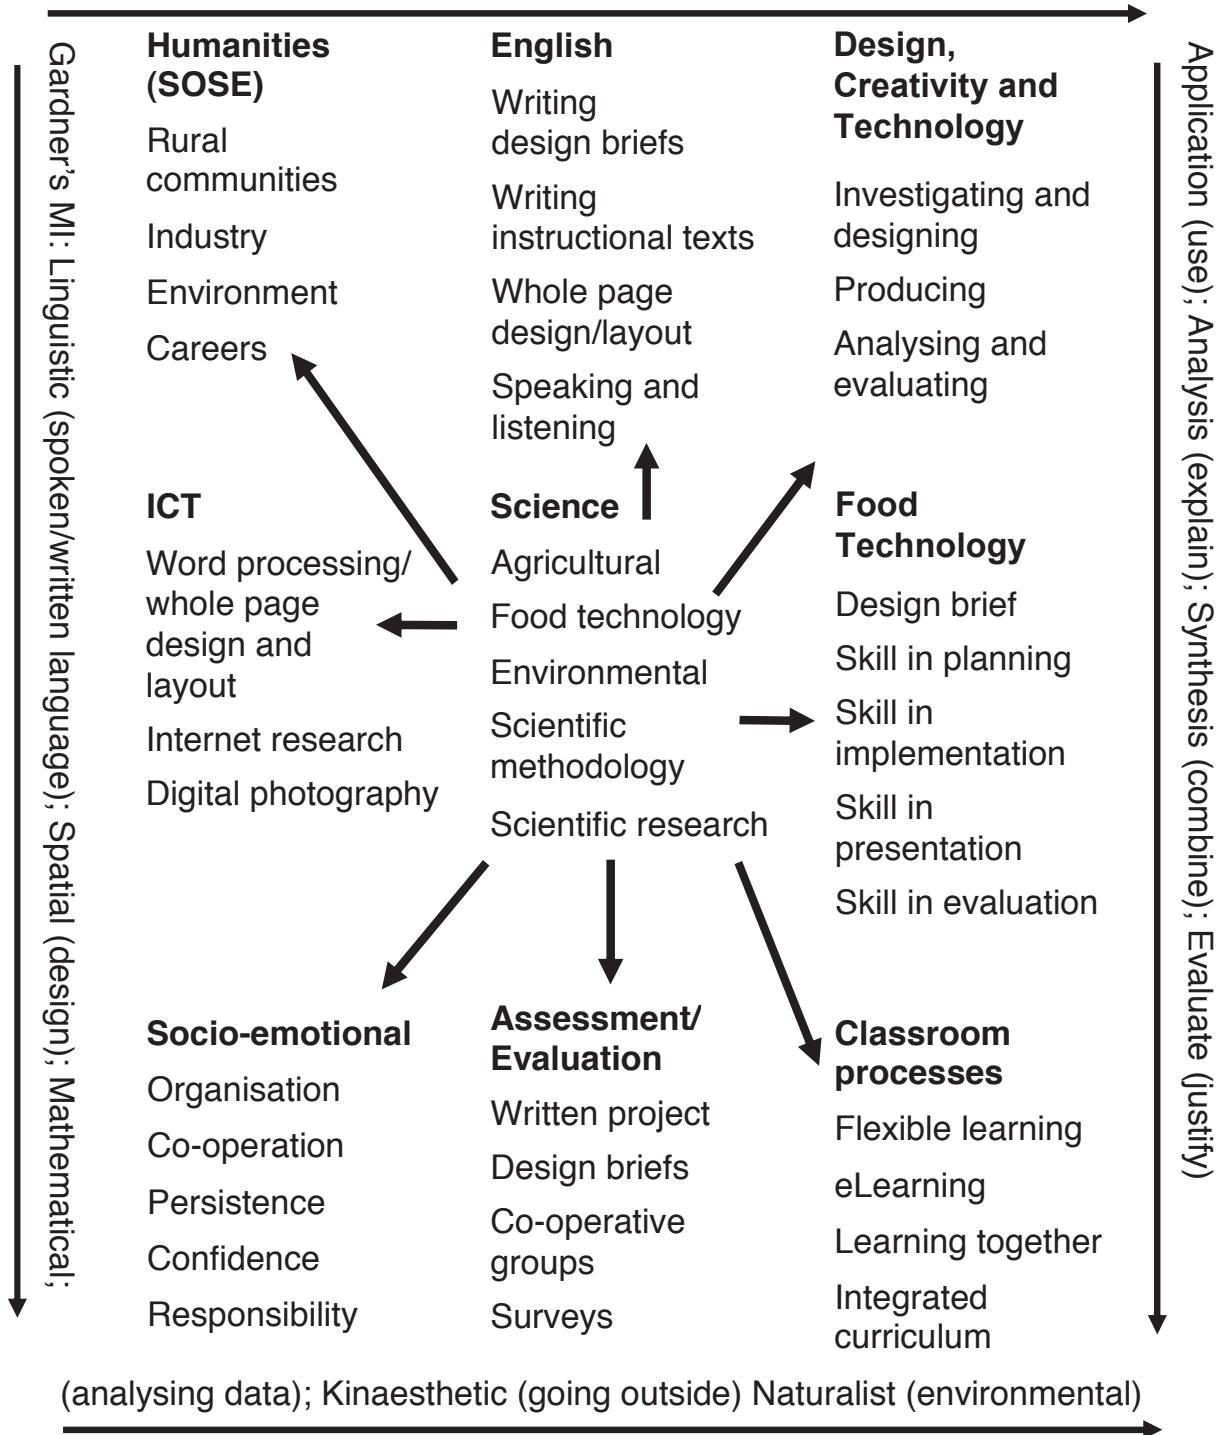 Humanities
(SOSE)
Rural
communities
Industry
Environment
Careers
English
Writing
design briefs
Writing
instructional texts
Whole page
design/layout
Speaking and
listening
Design,
Creativity and
Technology
Investigating and
designing
Producing
Analysing and
evaluating
ICT
Word processing/
whole page
design and
layout
Internet research
Digital photography
Science
Agricultural
Food technology
Environmental
Scientific
methodology
Scientific research
Food
Technology
Design brief
Skill in planning
Skill in
implementation
Skill in
presentation
Skill in evaluation
Socio-emotional
Organisation
Co-operation
Persistence
Confidence
Responsibility
Assessment/
Evaluation
Written project
Design briefs
Co-operative
groups
Surveys
Classroom
processes
Flexible learning
eLearning
Learning together
Integrated
curriculum
Gardner’s MI: Linguistic (spoken/written language); Spatial (design); Mathematical;
(analysing data); Kinaesthetic (going outside) Naturalist (environmental)
Application (use); Analysis (explain); Synthesis (combine); Evaluate (justify)